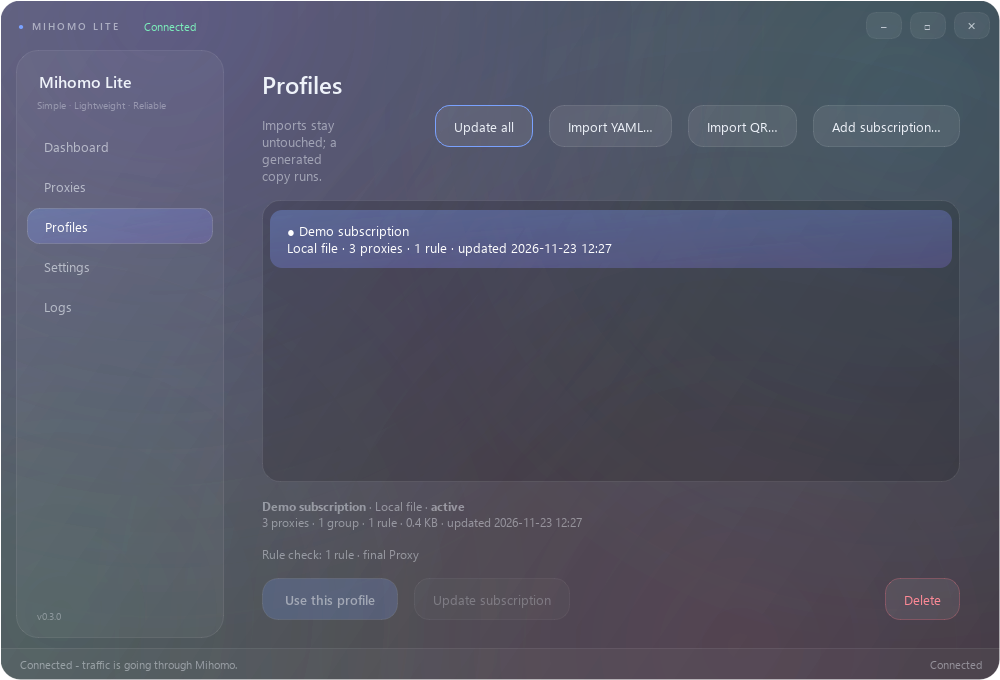 MIHOMO LITE
Connected
Mihomo Lite
Simple · Lightweight · Reliable
Dashboard
Proxies
Profiles
Settings
Logs
v0.3.0
Profiles
Imports stay
untouched; a
generated
copy runs.
Update all
Import YAML...
Import QR...
Add subscription...
● Demo subscription
Local file · 3 proxies · 1 rule · updated 2026-11-23 12:27
Demo subscription · Local file · active
3 proxies · 1 group · 1 rule · 0.4 KB · updated 2026-11-23 12:27
Rule check: 1 rule · final Proxy
Use this profile
Update subscription
Delete
Connected - traffic is going through Mihomo.
Connected